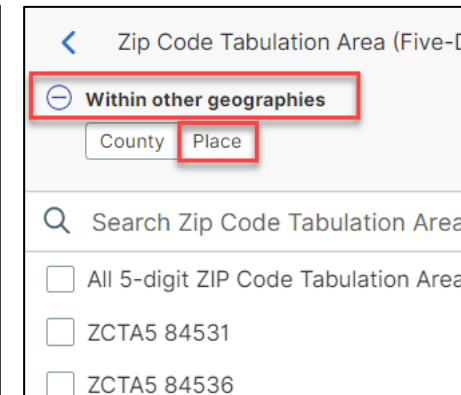 Zip Code Tabulation Area (Five-
Within other geographies
County Place
Search Zip Code Tabulation Area
All 5-digit ZIP Code Tabulation Area
ZCTA5 84531
ZCTA5 84536